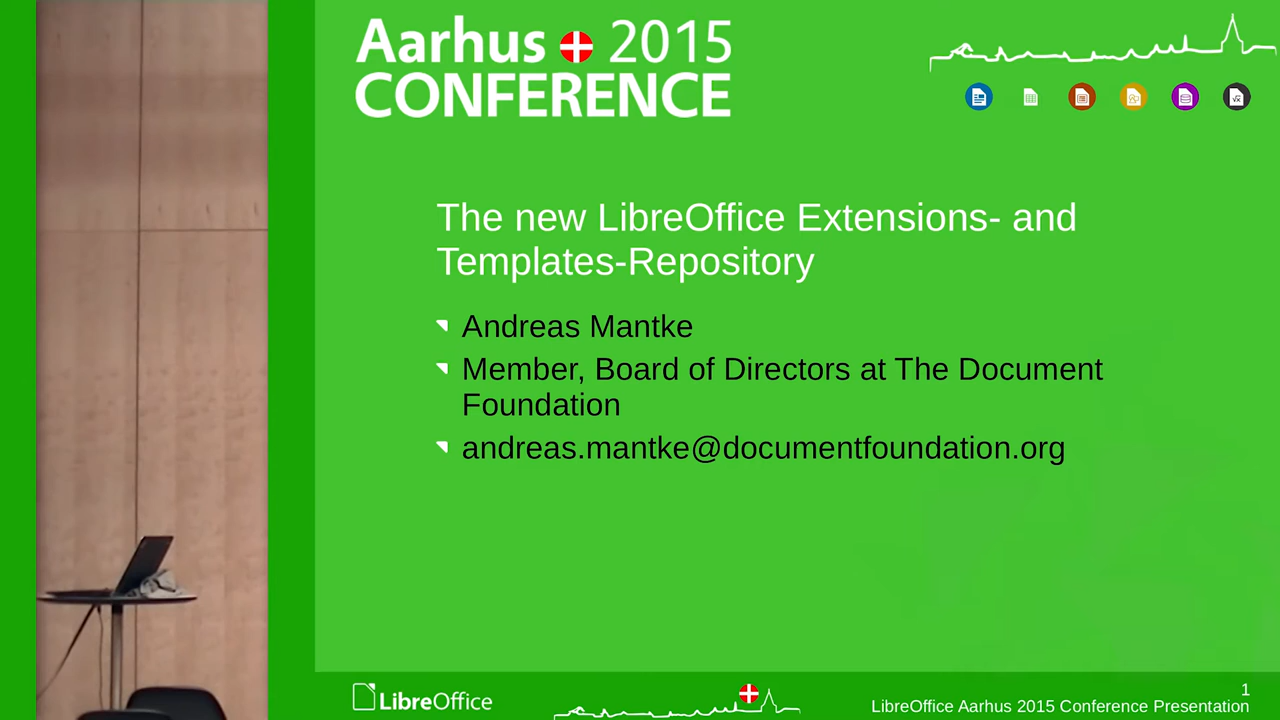 Aarhus 2015
CONFERENCE
The new LibreOffice Extensions- and
Templates-Repository
Andreas Mantke
Member, Board of Directors at The Document
Foundation
andreas.mantke@documentfoundation.org
LibreOffice
1
LibreOffice Aarhus 2015 Conference Presentation